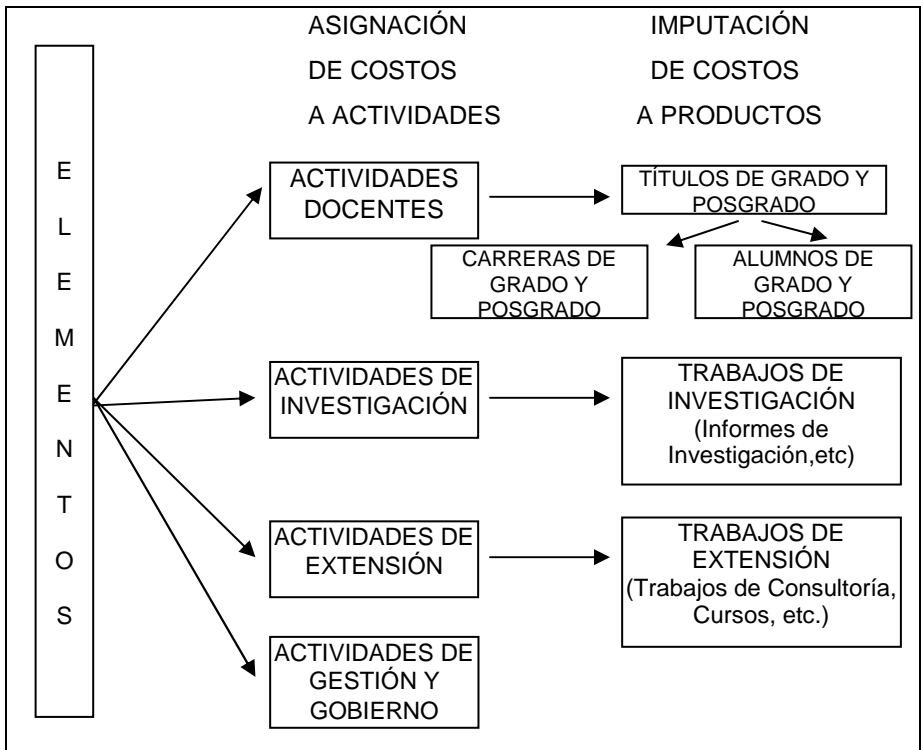 ASIGNACIÓN
DE COSTOS
A ACTIVIDADES
IMPUTACIÓN
DE COSTOS
A PRODUCTOS
E
L
E
M
E
N
T
O
S
ACTIVIDADES
DOCENTES
TÍTULOS DE GRADO Y
POSGRADO
CARRERAS DE
GRADO Y
POSGRADO
ALUMNOS DE
GRADO Y
POSGRADO
ACTIVIDADES DE
INVESTIGACIÓN
TRABAJOS DE
INVESTIGACIÓN
(Informes de
Investigación,etc)
ACTIVIDADES DE
EXTENSIÓN
TRABAJOS DE
EXTENSIÓN
(Trabajos de Consultoría,
Cursos, etc.)
ACTIVIDADES DE
GESTIÓN Y
GOBIERNO